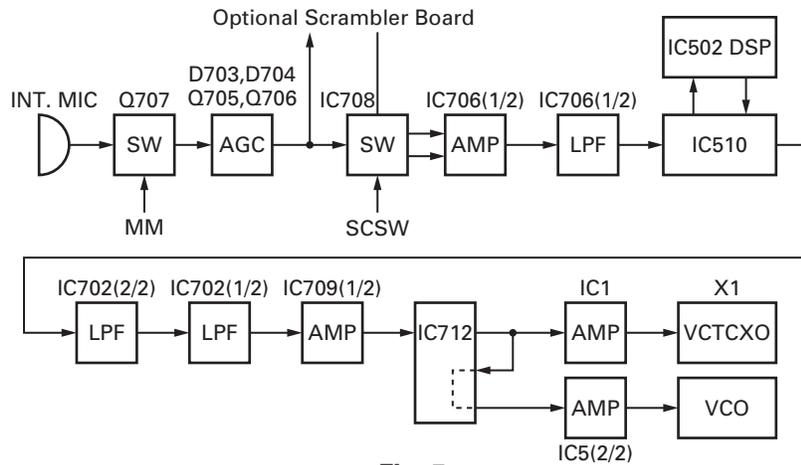 Optional Scrambler Board
IC502 DSP
D703,D704
INT. MIC
Q707
Q705,Q706
IC708
IC706(1/2)
IC706(1/2)
SW
AGC
SW
AMP
LPF
IC510
MM
SCSW
IC702(2/2)
IC702(1/2)
IC709(1/2)
IC1
X1
LPF
LPF
AMP
IC712
AMP
VCTCXO
AMP
VCO
IC5(2/2)